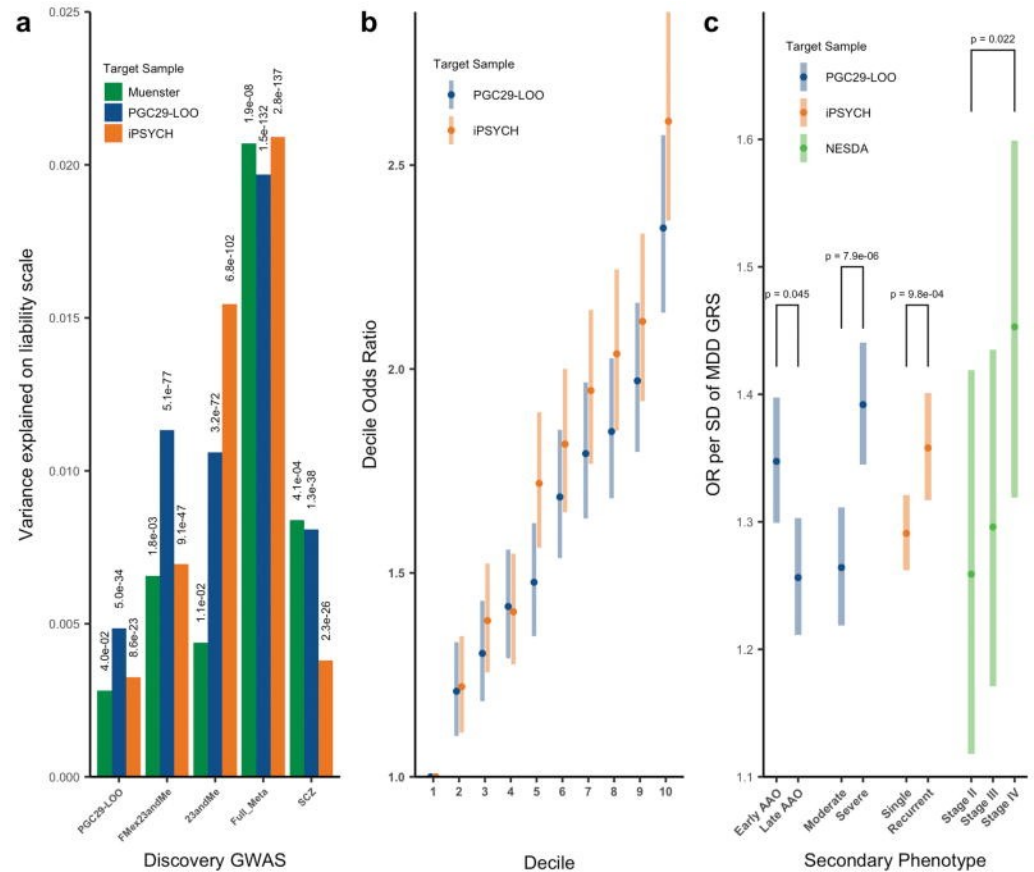 a
Target Sample
Muenster
PGC29-LOO
iPSYCH
Variance explained on liability scale
0.025
0.020
0.015
0.010
0.005
0.000
4.0e-02
5.0e-34
8.6e-23
1.8e-03
5.1e-77
9.1e-47
1.1e-02
3.2e-72
6.8e-102
1.9e-08
1.5e-132
2.8e-137
4.1e-04
1.3e-38
2.3e-26
PGC29-LOO
FMex23andMe
23andMe
Full_Meta
SCZ
Discovery GWAS
b
Target Sample
PGC29-LOO
iPSYCH
Decile Odds Ratio
2.5
2.0
1.5
1.0
1 2 3 4 5 6 7 8 9 10
Decile
c
Target Sample
PGC29-LOO
iPSYCH
NESDA
OR per SD of MDD GRS
1.6
1.5
1.4
1.3
1.2
1.1
p = 0.045
p = 7.9e-06
p = 9.8e-04
p = 0.022
Early AAO
Late AAO
Moderate
Severe
Single
Recurrent
Stage II
Stage III
Stage IV
Secondary Phenotype